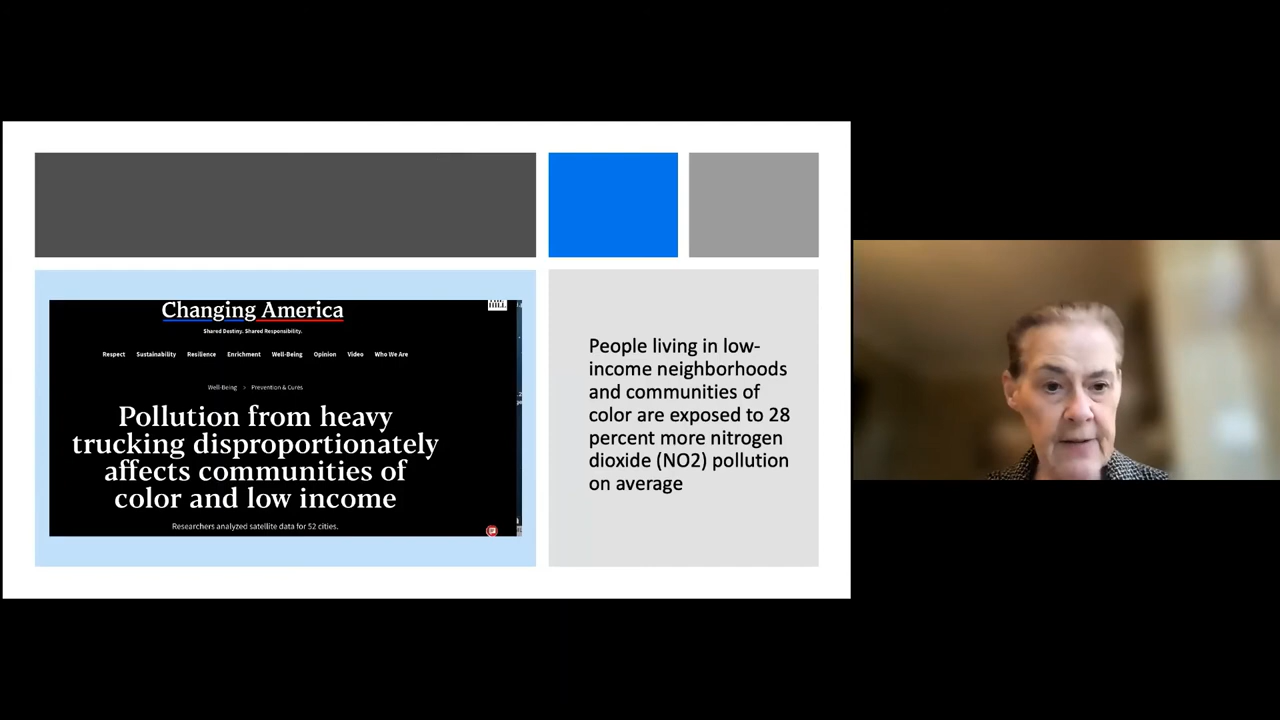 Changing America
HILL
Shared Destiny. Shared Responsibility.
Respect Sustainability Resilience Enrichment Well-Being Opinion Video Who We Are
Well-Being > Prevention & Cures
Pollution from heavy
trucking disproportionately
affects communities of
color and low income
Researchers analyzed satellite data for 52 cities.
People living in low-
income neighborhoods
and communities of
color are exposed to 28
percent more nitrogen
dioxide (NO2) pollution
on average